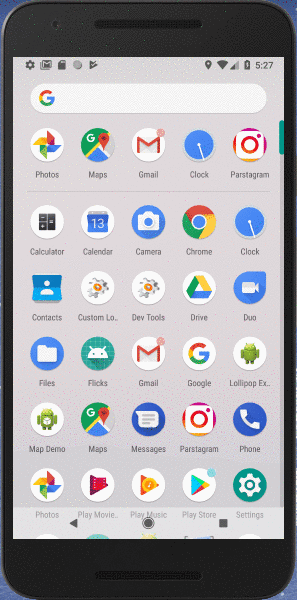 5:27
G
Photos Maps Gmail Clock Parstagram
Calculator Calendar Camera Chrome Clock
13
Contacts Custom Lo.. Dev Tools Drive Duo
Files Flicks Gmail Google Lollipop Ex..
Map Demo Maps Messages Parstagram Phone
Photos Play Movie.. Play Music Play Store Settings